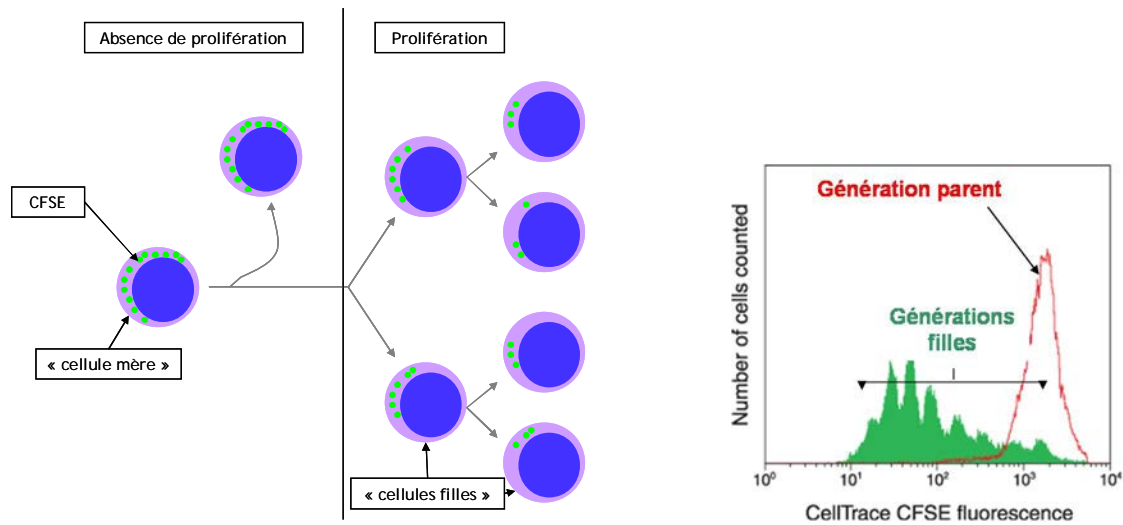 Absence de prolifération
Prolifération
CFSE
« cellule mère »
« cellules filles »
Number of cells counted
Génération parent
Générations
filles
10⁰
10¹
10²
10³
10⁴
CellTrace CFSE fluorescence